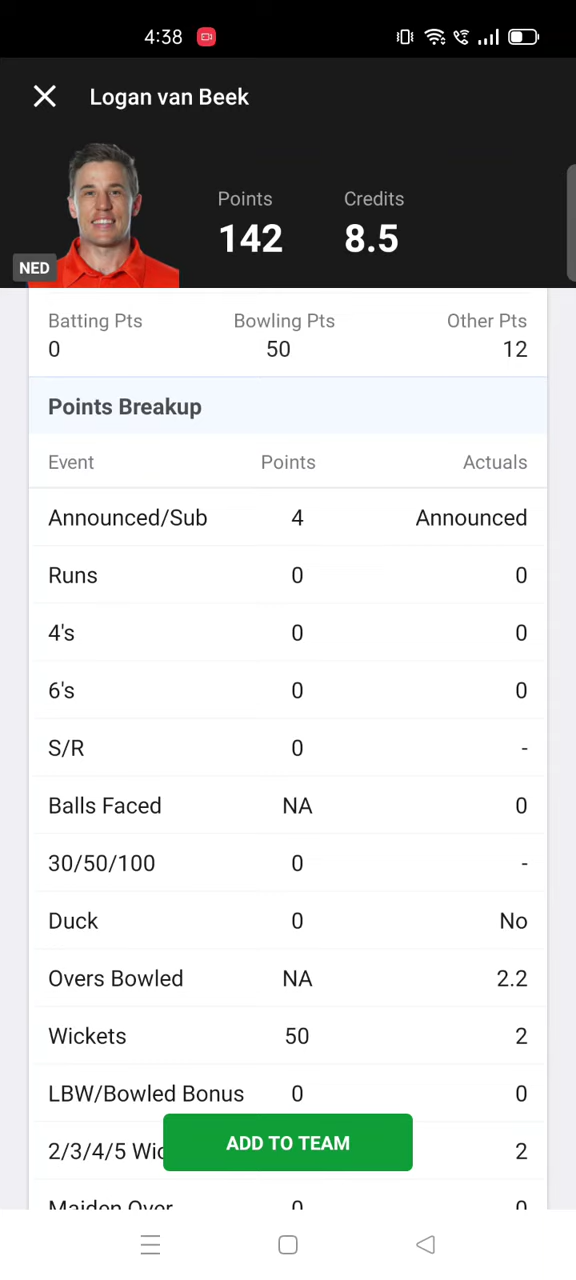 4:38
Logan van Beek
Points Credits
142 8.5
NED
Batting Pts Bowling Pts Other Pts
0 50 12
Points Breakup
Event Points Actuals
Announced/Sub 4 Announced
Runs 0 0
4's 0 0
6's 0 0
S/R 0 -
Balls Faced NA 0
30/50/100 0 -
Duck 0 No
Overs Bowled NA 2.2
Wickets 50 2
LBW/Bowled Bonus 0 0
ADD TO TEAM
2/3/4/5 Wic 2
Maiden Over 0 0